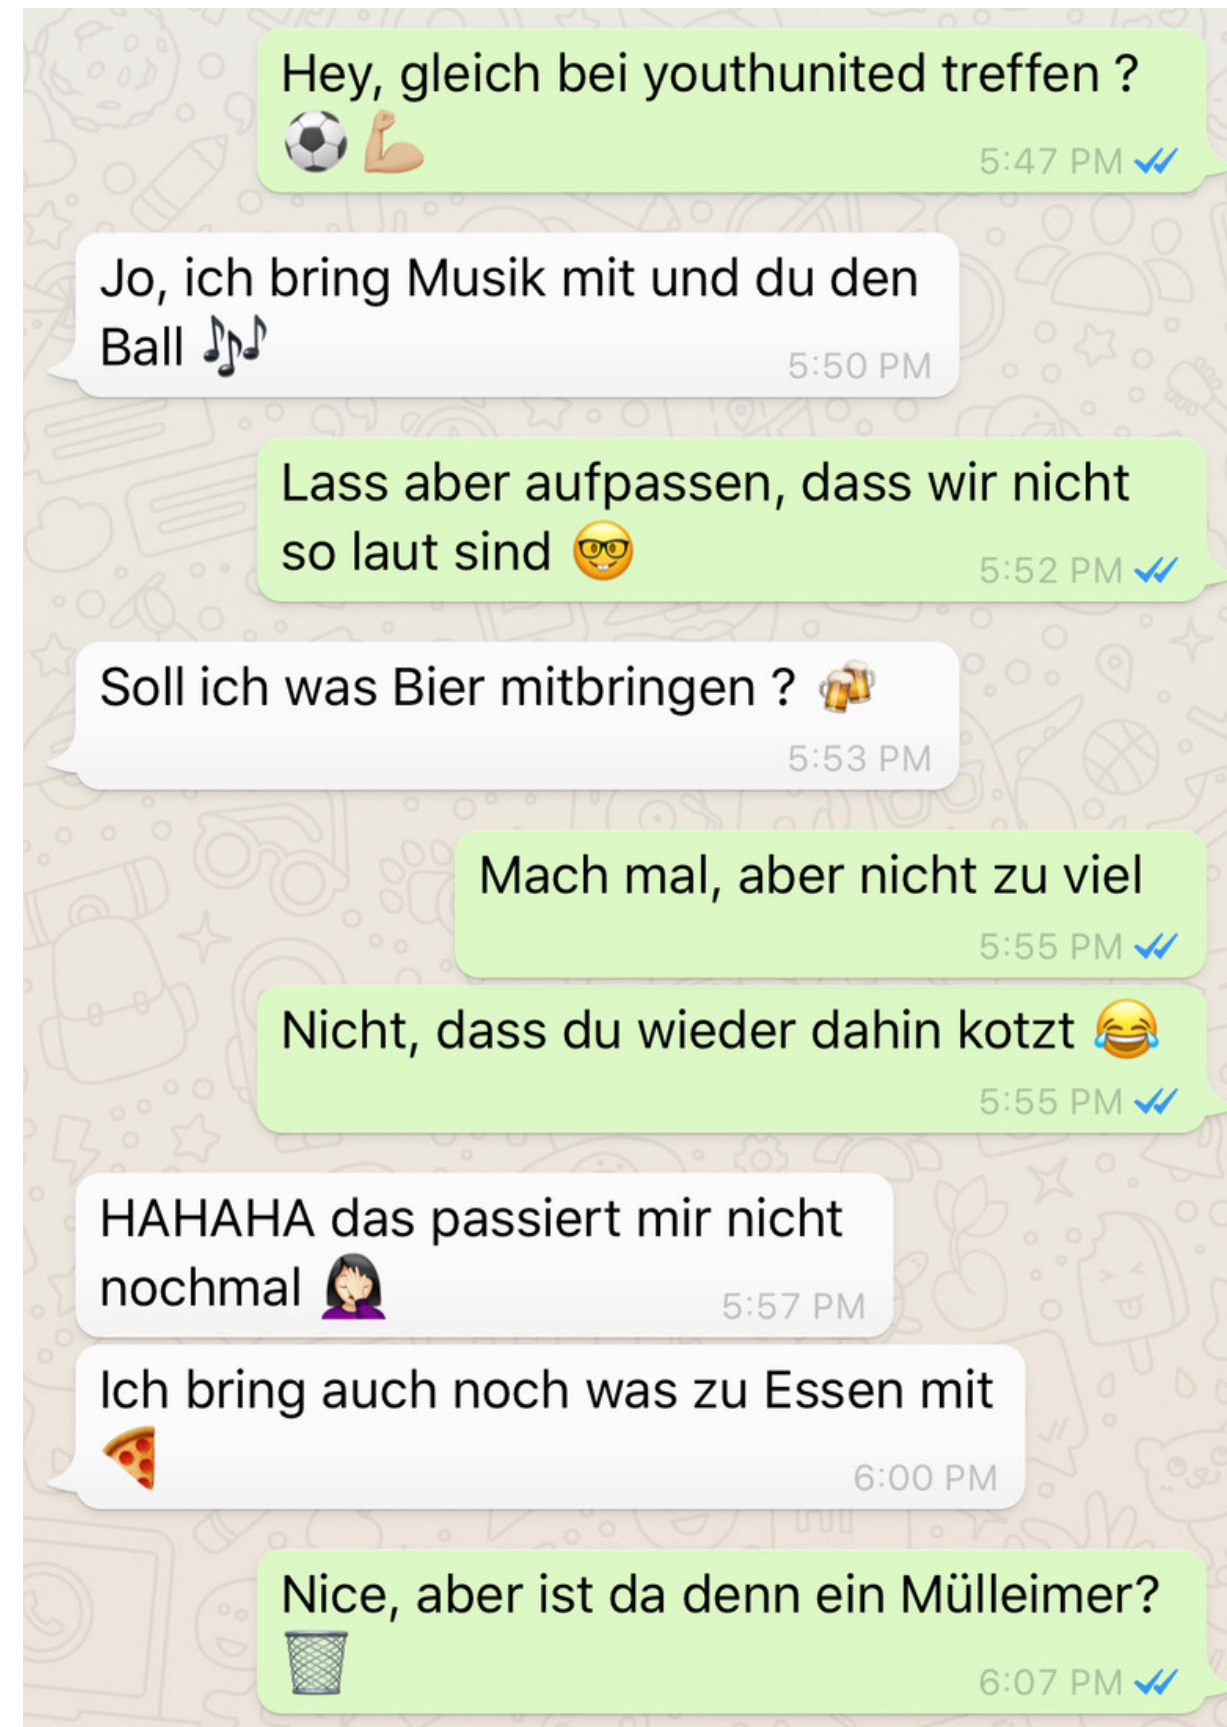 Hey, gleich bei youthunited treffen ?
⚽💪🏼
5:47 PM
Jo, ich bring Musik mit und du den
Ball 🎶
5:50 PM
Lass aber aufpassen, dass wir nicht
so laut sind 🤓
5:52 PM
Soll ich was Bier mitbringen ? 🍻
5:53 PM
Mach mal, aber nicht zu viel
5:55 PM
Nicht, dass du wieder dahin kotzt 😂
5:55 PM
HAHAHA das passiert mir nicht
nochmal 🤦🏻‍♀️
5:57 PM
Ich bring auch noch was zu Essen mit
🍕
6:00 PM
Nice, aber ist da denn ein Mülleimer?
🗑️
6:07 PM